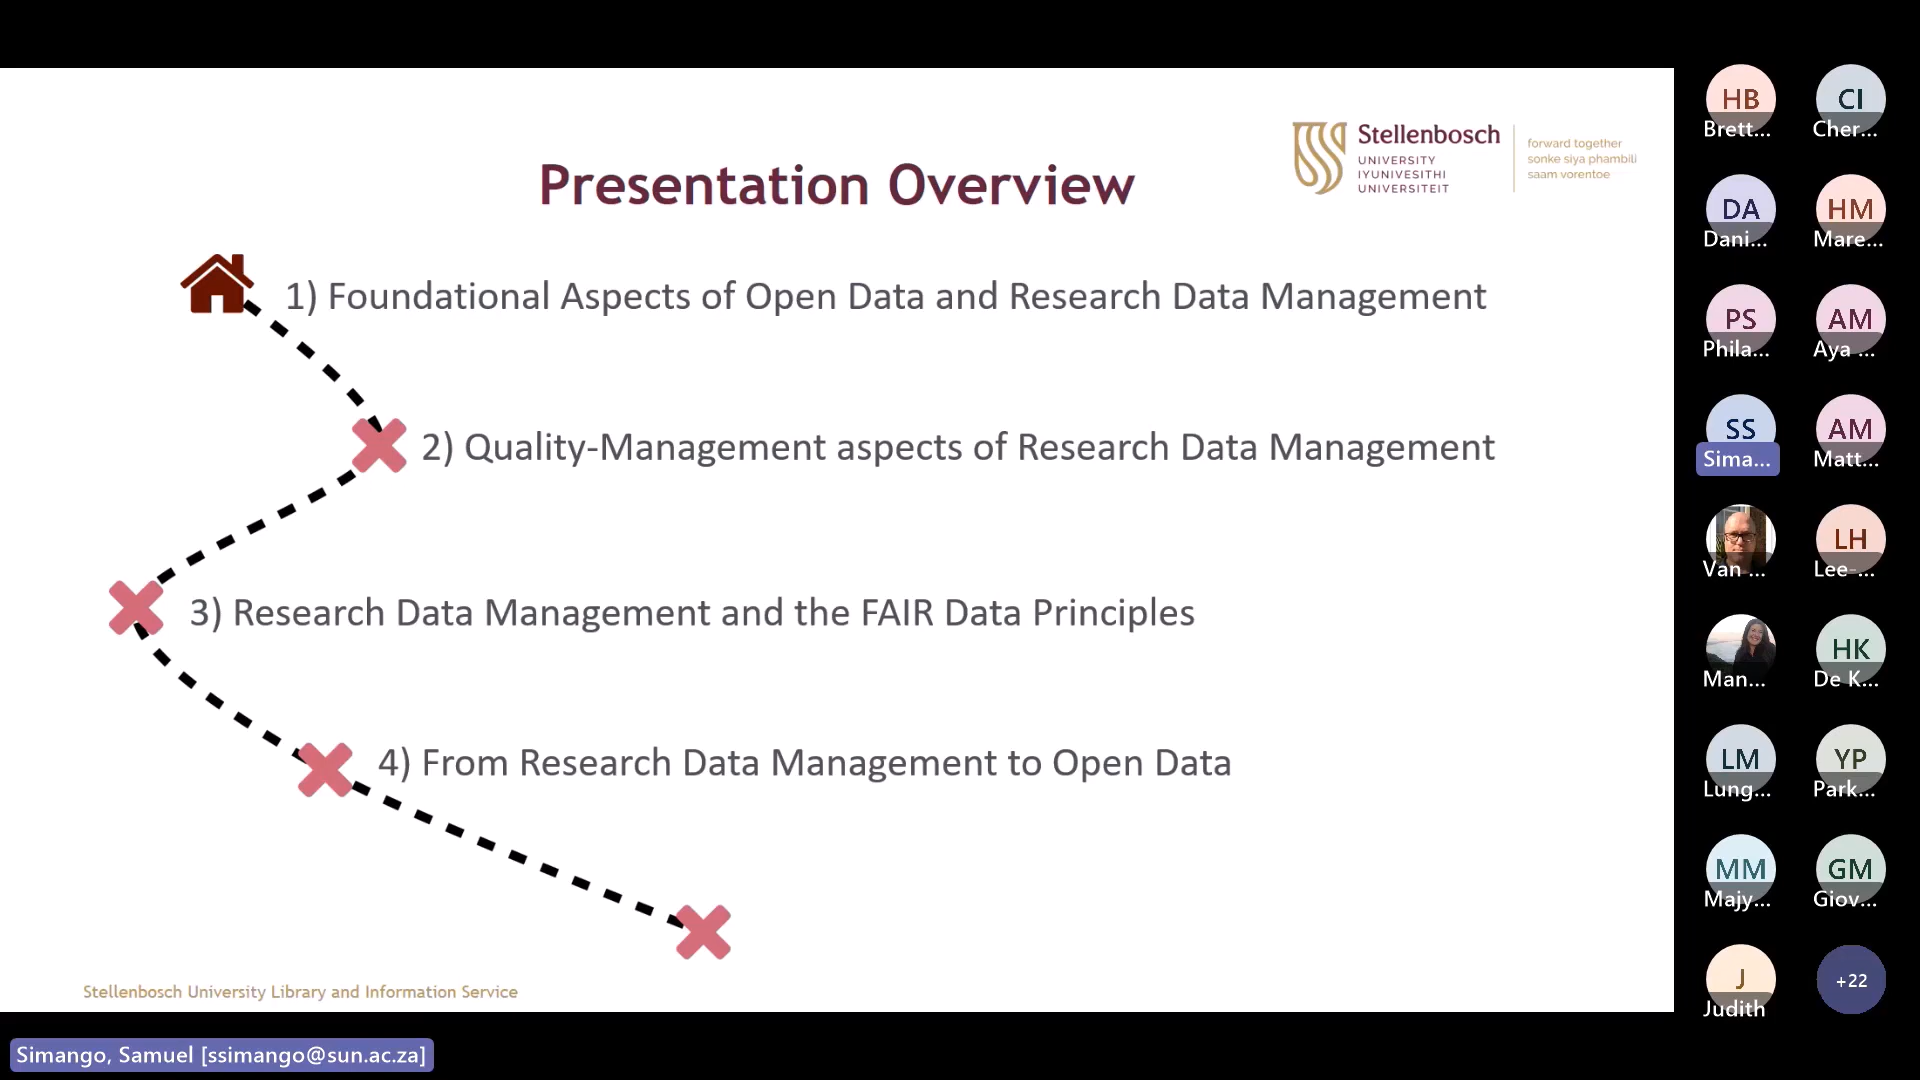 Stellenbosch
UNIVERSITY
IYUNIVESITHI
UNIVERSITEIT
forward together
sonke siya phambili
saam vorentoe
Presentation Overview
1) Foundational Aspects of Open Data and Research Data Management
2) Quality-Management aspects of Research Data Management
3) Research Data Management and the FAIR Data Principles
4) From Research Data Management to Open Data
Stellenbosch University Library and Information Service
Simango, Samuel [ssimango@sun.ac.za]
HB
Brett...
CI
Cher...
DA
Dani...
HM
Mare...
PS
Phila...
AM
Aya ...
SS
Sima...
AM
Matt...
Van ...
LH
Lee-...
Man...
HK
De K...
LM
Lung...
YP
Park...
MM
Majy...
GM
Giov...
J
Judith
+22